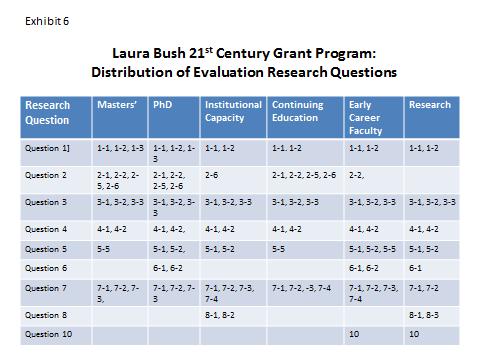 Exhibit 6
Laura Bush 21st Century Grant Program:
Distribution of Evaluation Research Questions
Research Question | Masters' | PhD | Institutional Capacity | Continuing Education | Early Career Faculty | Research
Question 1] | 1-1, 1-2, 1-3 | 1-1, 1-2, 1-3 | 1-1, 1-2 | 1-1. 1-2 | 1-1, 1-2 | 1-1, 1-2
Question 2 | 2-1, 2-2, 2-5, 2-6 | 2-1, 2-2, 2-5, 2-6 | 2-6 | 2-1, 2-2, 2-5, 2-6 | 2-2,
Question 3 | 3-1, 3-2, 3-3 | 3-1, 3-2, 3-3 | 3-1, 3-2, 3-3 | 3-1, 3-2, 3-3 | 3-1, 3-2, 3-3 | 3-1, 3-2, 3-3
Question 4 | 4-1, 4-2 | 4-1, 4-2, | 4-1, 4-2 | 4-1, 4-2 | 4-1, 4-2 | 4-1, 4-2
Question 5 | 5-5 | 5-1, 5-2, | 5-1, 5-2 | 5-5 | 5-1, 5-2, 5-5 | 5-1, 5-2
Question 6 | 6-1, 6-2 | 6-1, 6-2 | 6-1
Question 7 | 7-1, 7-2, 7-3, | 7-1, 7-2, 7-3 | 7-1, 7-2, 7-3, 7-4 | 7-1, 7-2, -3, 7-4 | 7-1, 7-2, 7-3, 7-4 | 7-1, 7-2
Question 8 | 8-1, 8-2 | 8-1, 8-3
Question 10 | 10 | 10